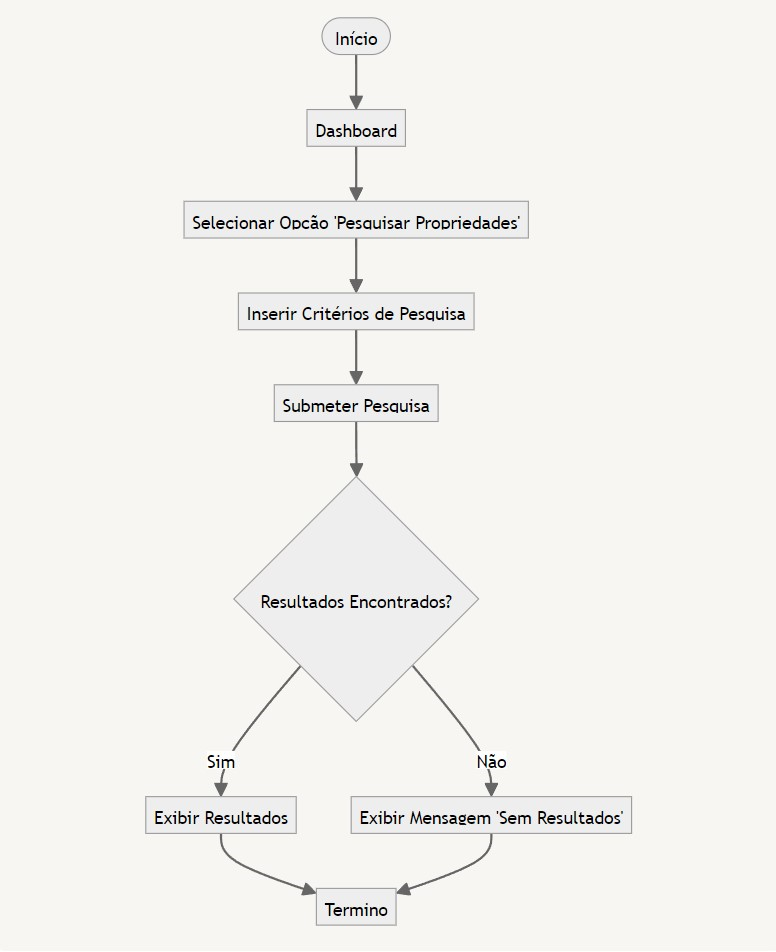 Início
Dashboard
Selecionar Opção 'Pesquisar Propriedades'
Inserir Critérios de Pesquisa
Submeter Pesquisa
Resultados Encontrados?
Sim
Não
Exibir Resultados
Exibir Mensagem 'Sem Resultados'
Termino